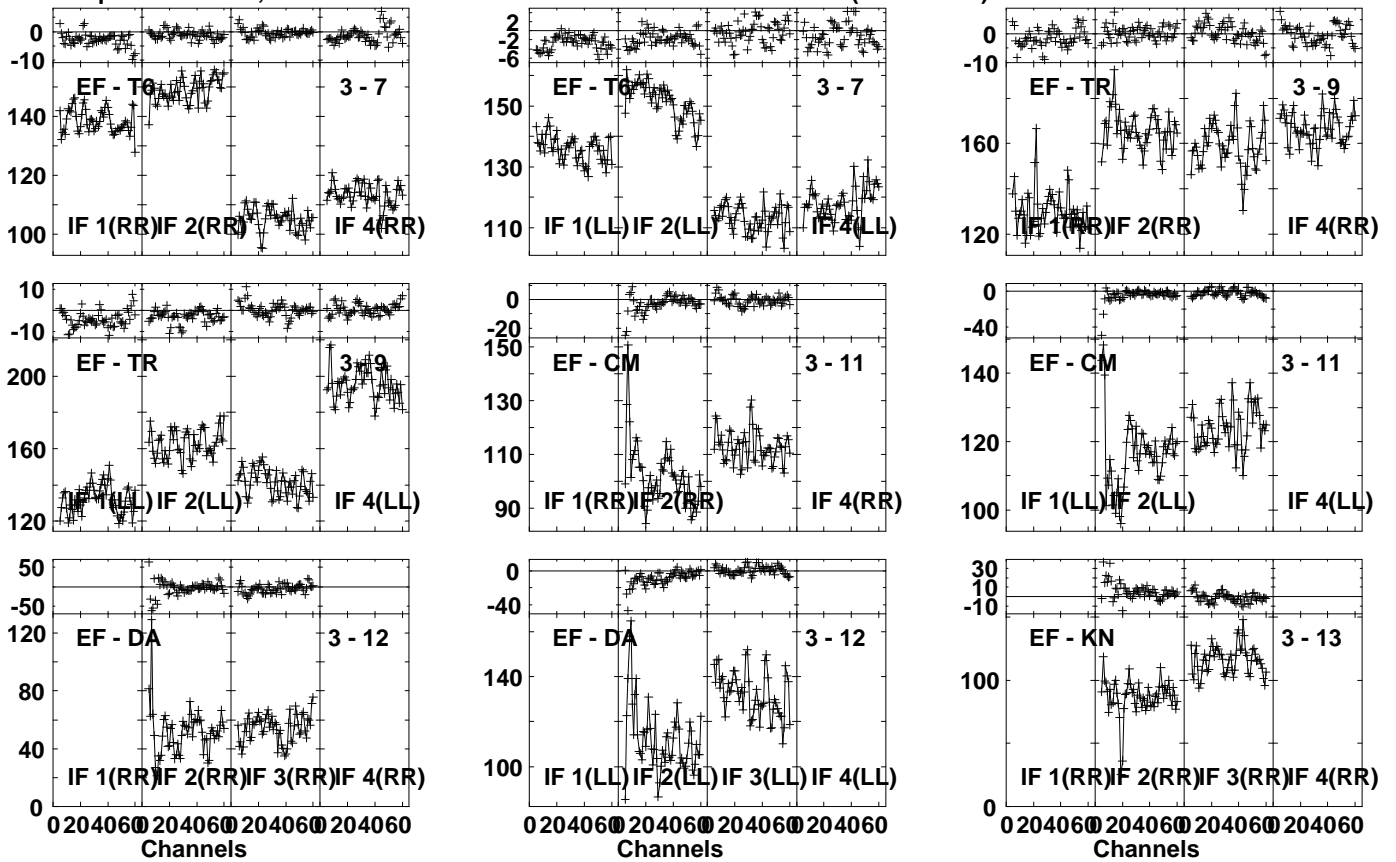 0
-10
EF - T6
3 - 7
140
120
100
IF 1(RR)
IF 2(RR)
IF 4(RR)
2
-2
-6
EF - T6
3 - 7
150
130
110
IF 1(LL)
IF 2(LL)
IF 4(LL)
0
-10
EF - TR
3 - 9
160
120
IF 1(RR)
IF 2(RR)
IF 4(RR)
10
-10
EF - TR
3 - 9
200
160
120
IF 1(LL)
IF 2(LL)
IF 4(LL)
0
-20
EF - CM
3 - 11
150
130
110
90
IF 1(RR)
IF 2(RR)
IF 4(RR)
0
-40
EF - CM
3 - 11
140
120
100
IF 1(LL)
IF 2(LL)
IF 4(LL)
50
-50
EF - DA
3 - 12
120
80
40
0
IF 1(RR)
IF 2(RR)
IF 3(RR)
IF 4(RR)
0
-40
EF - DA
3 - 12
140
100
IF 1(LL)
IF 2(LL)
IF 3(LL)
IF 4(LL)
30
10
-10
EF - KN
3 - 13
100
0
IF 1(RR)
IF 2(RR)
IF 3(RR)
IF 4(RR)
0 204060 0 204060 0 204060 0 204060
Channels
0 204060 0 204060 0 204060 0 204060
Channels
0 204060 0 204060 0 204060 0 204060
Channels